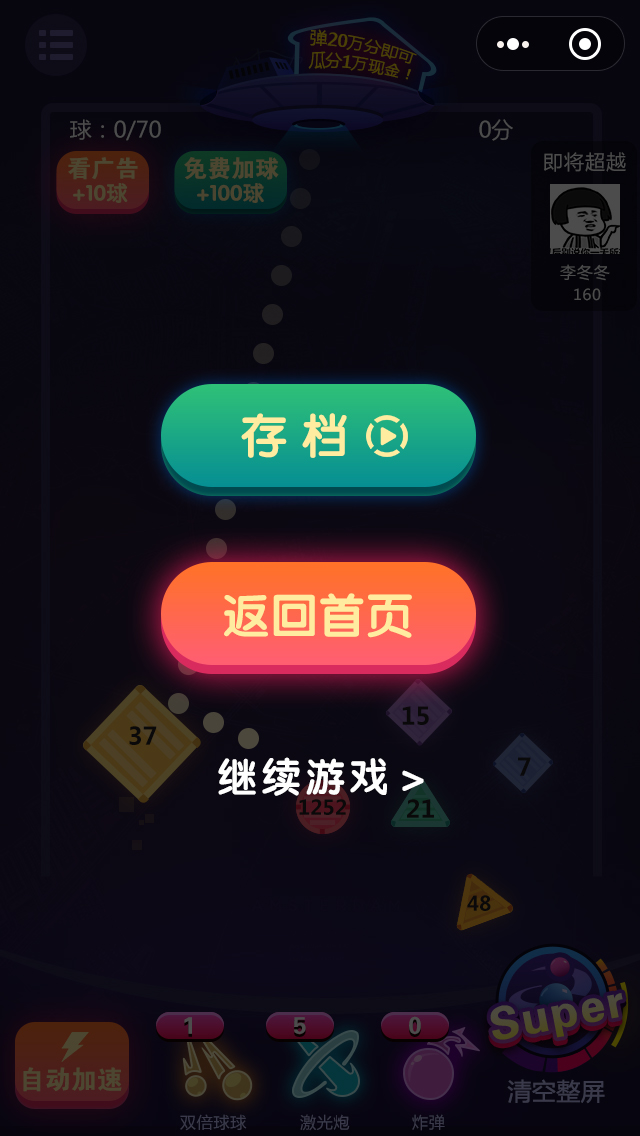 弹20万分即可
瓜分1万现金！
球：0/70
0分
看广告
+10球
免费加球
+100球
即将超越
李冬冬
160
存档
返回首页
37
15
7
继续游戏 >
1252
21
48
1
5
0
Super
自动加速
双倍球球
激光炮
炸弹
清空整屏